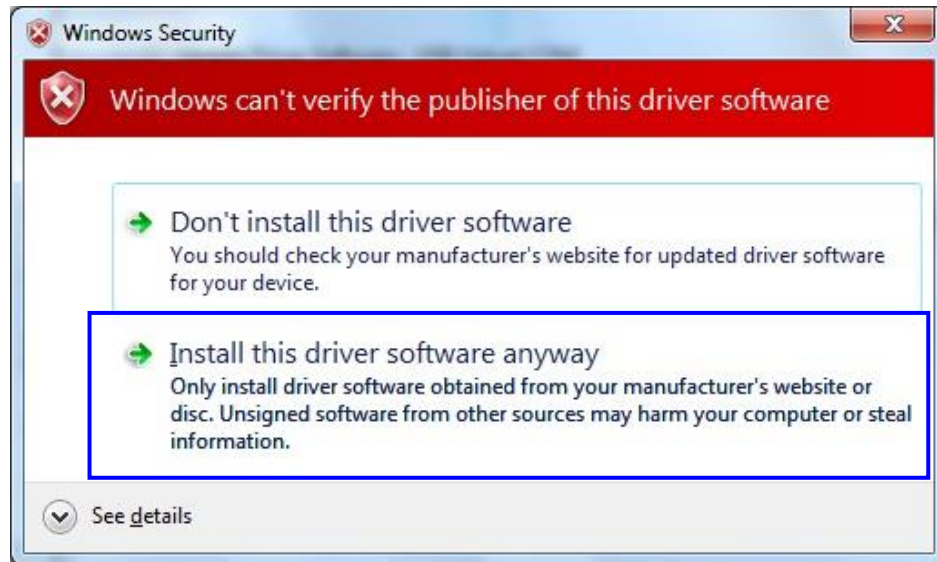 Windows Security
Windows can't verify the publisher of this driver software
Don't install this driver software
You should check your manufacturer's website for updated driver software
for your device.
Install this driver software anyway
Only install driver software obtained from your manufacturer's website or
disc. Unsigned software from other sources may harm your computer or steal
information.
See details